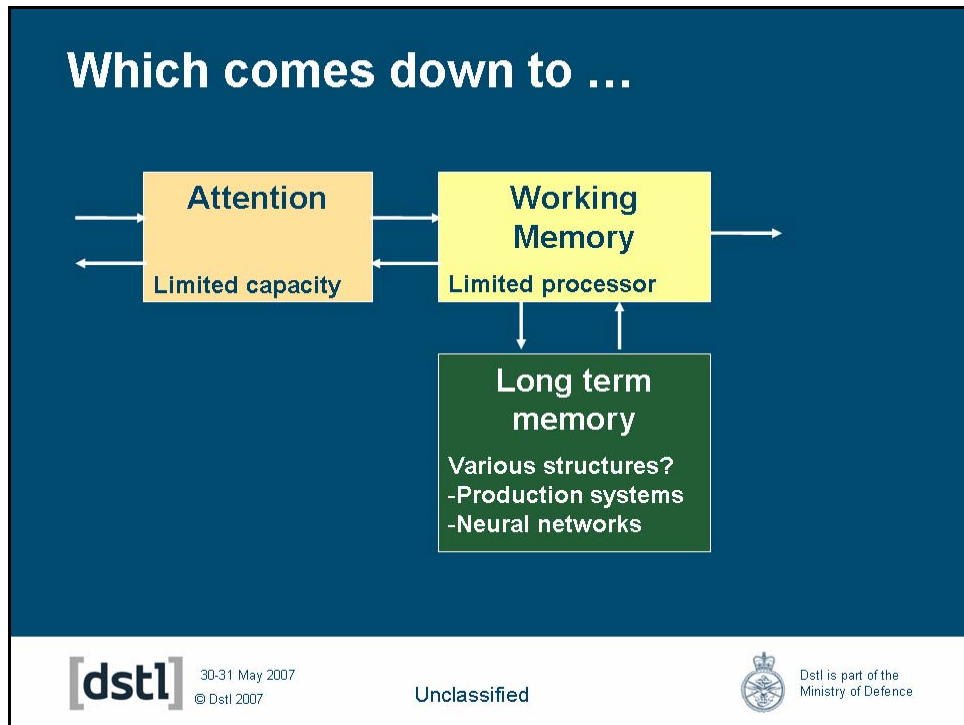 Which comes down to ...
Attention
Limited capacity
Working
Memory
Limited processor
Long term
memory
Various structures?
-Production systems
-Neural networks
[dstl]
30-31 May 2007
© Dstl 2007
Unclassified
Dstl is part of the
Ministry of Defence